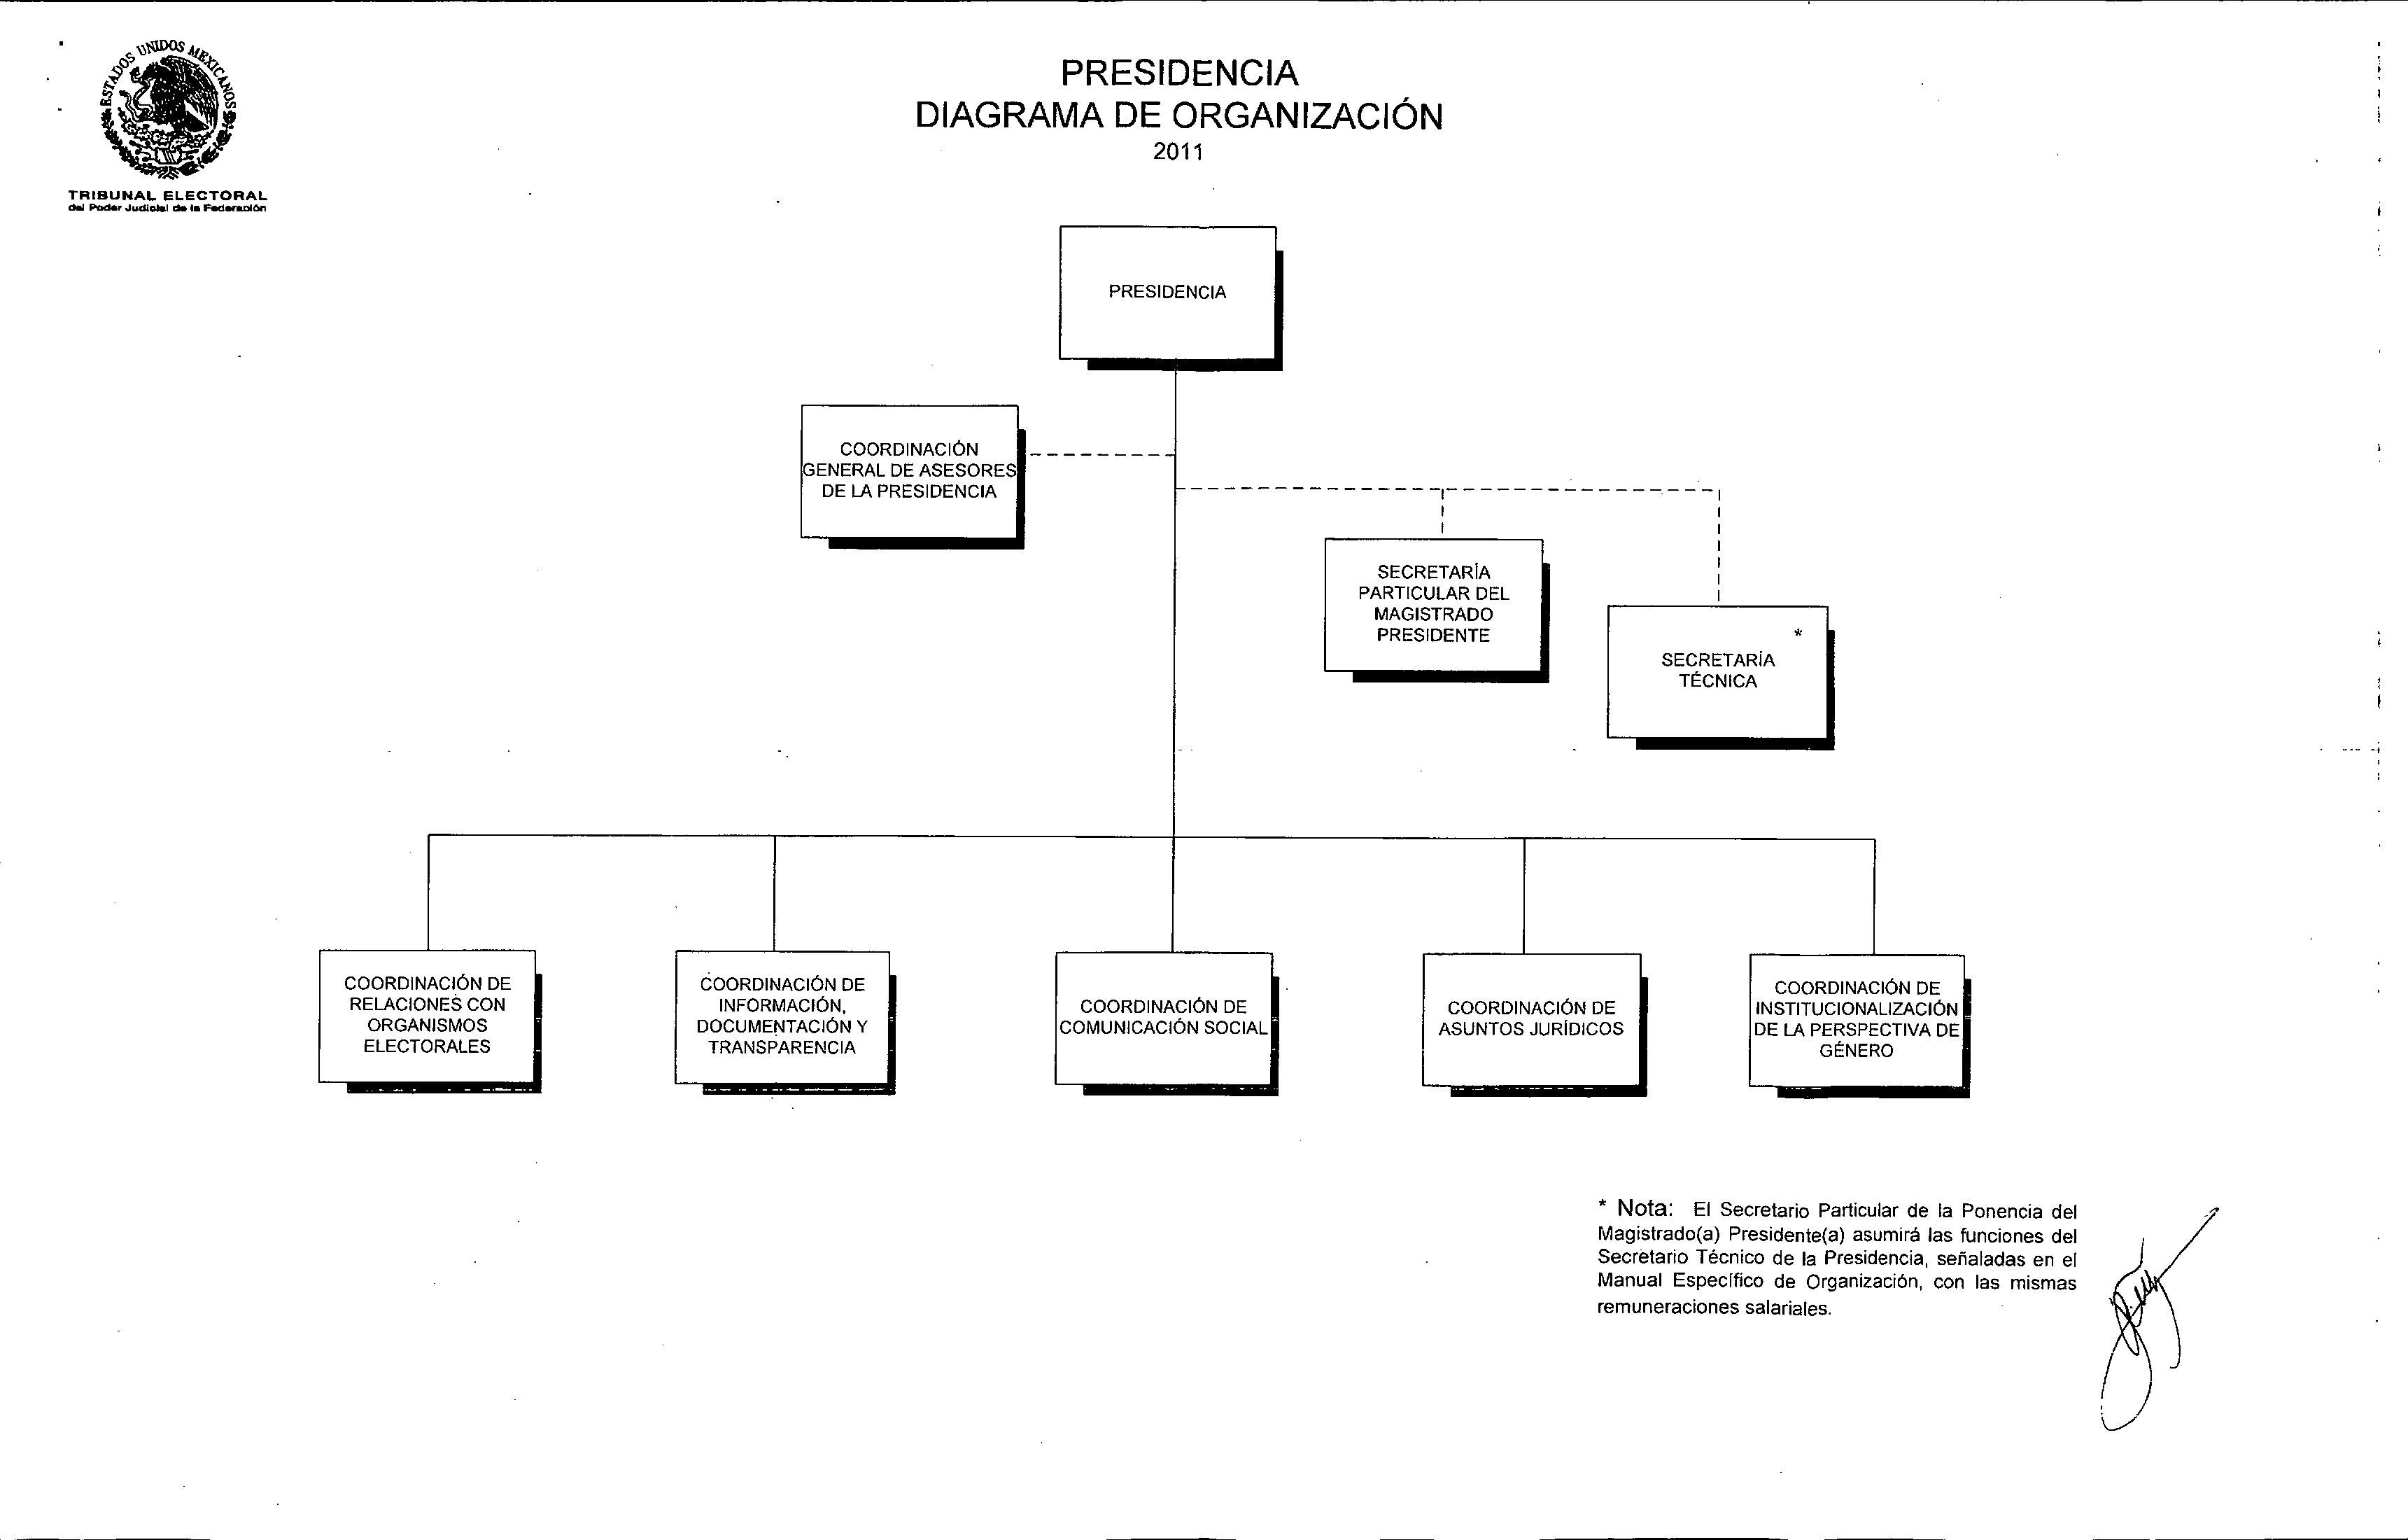 ESTADOS UNIDOS MEXICANOS
TRIBUNAL ELECTORAL
del Poder Judicial de la Federación
PRESIDENCIA
DIAGRAMA DE ORGANIZACIÓN
2011
PRESIDENCIA
COORDINACIÓN
GENERAL DE ASESORES
DE LA PRESIDENCIA
SECRETARÍA
PARTICULAR DEL
MAGISTRADO
PRESIDENTE
*
SECRETARÍA
TÉCNICA
COORDINACIÓN DE
RELACIONES CON
ORGANISMOS
ELECTORALES
COORDINACIÓN DE
INFORMACIÓN,
DOCUMENTACIÓN Y
TRANSPARENCIA
COORDINACIÓN DE
COMUNICACIÓN SOCIAL
COORDINACIÓN DE
ASUNTOS JURÍDICOS
COORDINACIÓN DE
INSTITUCIONALIZACIÓN
DE LA PERSPECTIVA DE
GÉNERO
* Nota: El Secretario Particular de la Ponencia del
Magistrado(a) Presidente(a) asumirá las funciones del
Secretario Técnico de la Presidencia, señaladas en el
Manual Específico de Organización, con las mismas
remuneraciones salariales.